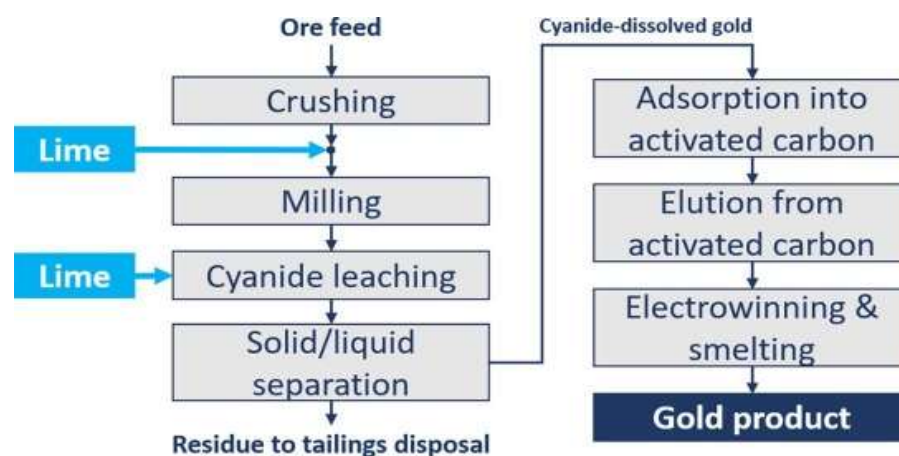 Ore feed
Crushing
Lime
Milling
Lime
Cyanide leaching
Solid/liquid
separation
Residue to tailings disposal
Cyanide-dissolved gold
Adsorption into
activated carbon
Elution from
activated carbon
Electrowinning &
smelting
Gold product